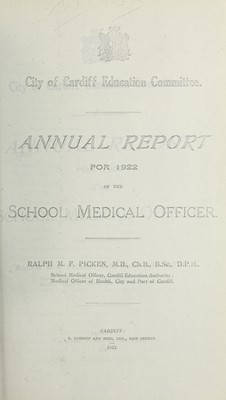 City of Cardiff Education Committee.
ANNUAL REPORT
FOR 1922
OF THE
SCHOOL MEDICAL OFFICER.
RALPH M. F. PICKEN, M.B., Ch.B., B.Sc., D.P.H.,
School Medical Officer, Cardiff Education Authority;
Medical Officer of Health, City and Port of Cardiff.
CARDIFF:
1923